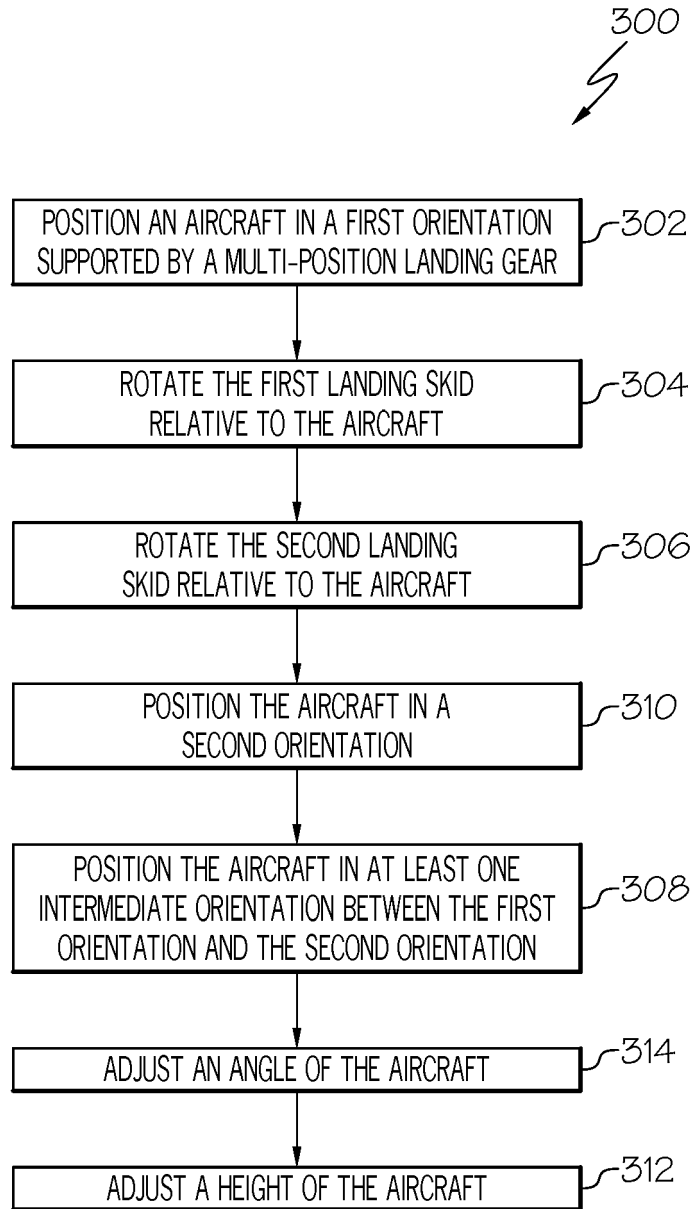 300
POSITION AN AIRCRAFT IN A FIRST ORIENTATION
SUPPORTED BY A MULTI-POSITION LANDING GEAR
302
ROTATE THE FIRST LANDING SKID
RELATIVE TO THE AIRCRAFT
304
ROTATE THE SECOND LANDING
SKID RELATIVE TO THE AIRCRAFT
306
POSITION THE AIRCRAFT IN A
SECOND ORIENTATION
310
POSITION THE AIRCRAFT IN AT LEAST ONE
INTERMEDIATE ORIENTATION BETWEEN THE FIRST
ORIENTATION AND THE SECOND ORIENTATION
308
ADJUST AN ANGLE OF THE AIRCRAFT
314
ADJUST A HEIGHT OF THE AIRCRAFT
312